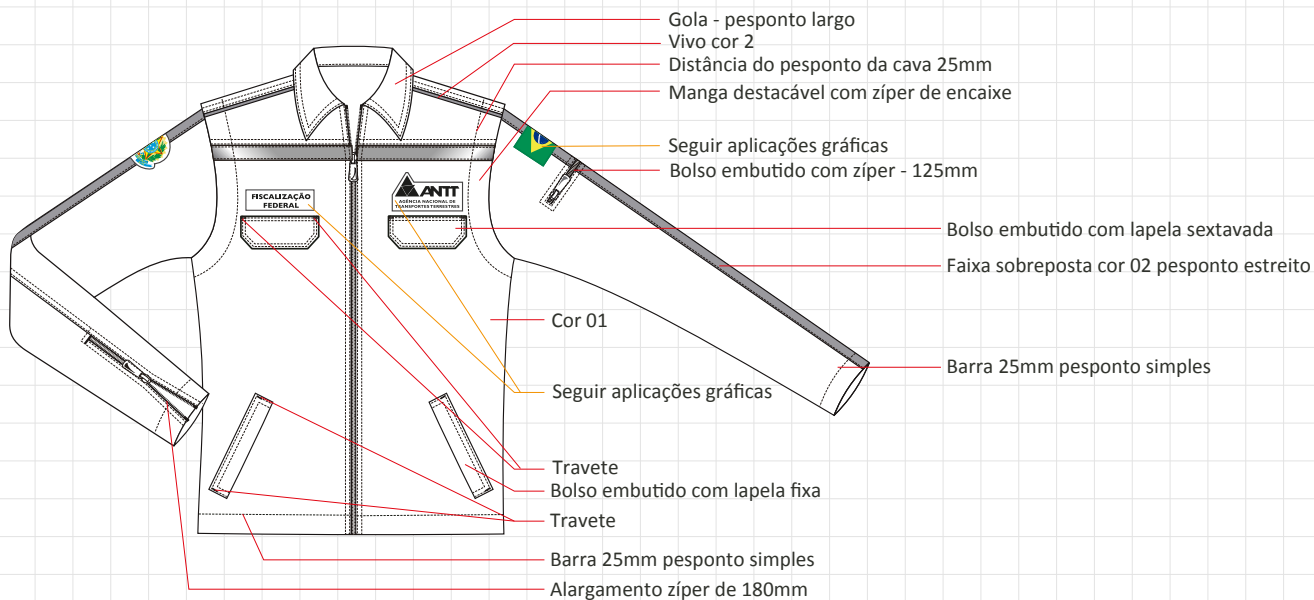 Gola - pesponto largo
Vivo cor 2
Distância do pesponto da cava 25mm
Manga destacável com zíper de encaixe
Seguir aplicações gráficas
Bolso embutido com zíper - 125mm
FISCALIZAÇÃO
FEDERAL
ANTT
AGÊNCIA NACIONAL DE
TRANSPORTES TERRESTRES
Bolso embutido com lapela sextavada
Faixa sobreposta cor 02 pesponto estreito
Cor 01
Barra 25mm pesponto simples
Seguir aplicações gráficas
Travete
Bolso embutido com lapela fixa
Travete
Barra 25mm pesponto simples
Alargamento zíper de 180mm